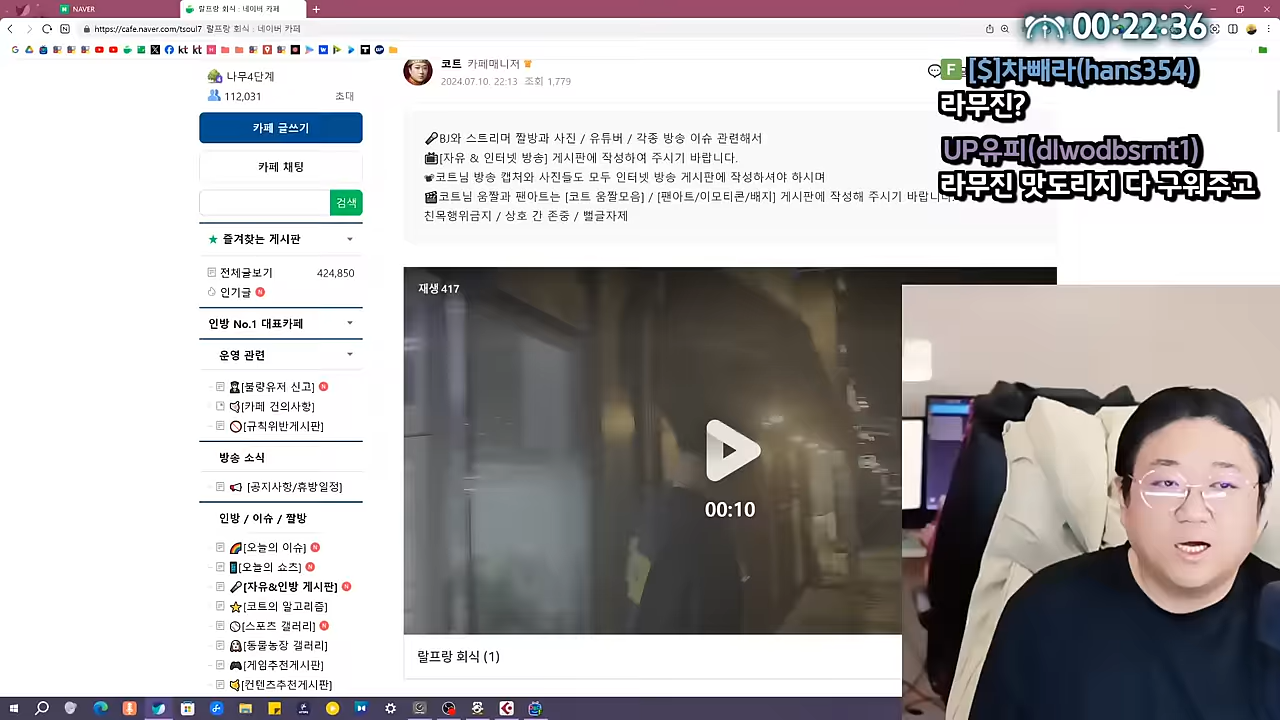 NAVER
랄프랑 회식 : 네이버 카페
https://cafe.naver.com/tsoul7 랄프랑 회식 : 네이버 카페
00:22:36
나무4단계
112,031 초대
카페 글쓰기
카페 채팅
검색
즐겨찾는 게시판
전체글보기 424,850
인기글 N
인방 No.1 대표카페
운영 관련
[불량유저 신고] N
[카페 건의사항]
[규칙위반게시판]
방송 소식
[공지사항/휴방일정]
인방 / 이슈 / 짤방
[오늘의 이슈] N
[오늘의 쇼츠] N
[자유&인방 게시판] N
[코트의 알고리즘]
[스포츠 갤러리] N
[동물농장 갤러리]
[게임추전게시판]
[컨텐츠추천게시판]
코트 카페매니저
2024.07.10. 22:13 조회 1,779
BJ와 스트리머 짤방과 사진 / 유튜버 / 각종 방송 이슈 관련해서
[자유 & 인터넷 방송] 게시판에 작성하여 주시기 바랍니다.
코트님 방송 캡처와 사진들도 모두 인터넷 방송 게시판에 작성하셔야 하시며
코트님 움짤과 팬아트는 [코트 움짤모음] / [팬아트/이모티콘/배지] 게시판에 작성해 주시기 바랍니다.
친목행위금지 / 상호 간 존중 / 뻘글자제
재생 417
00:10
랄프랑 회식 (1)
F [$]차빼라(hans354)
라무진?
UP유피(dlwodbsrnt1)
라무진 맛도리지 다 구워주고